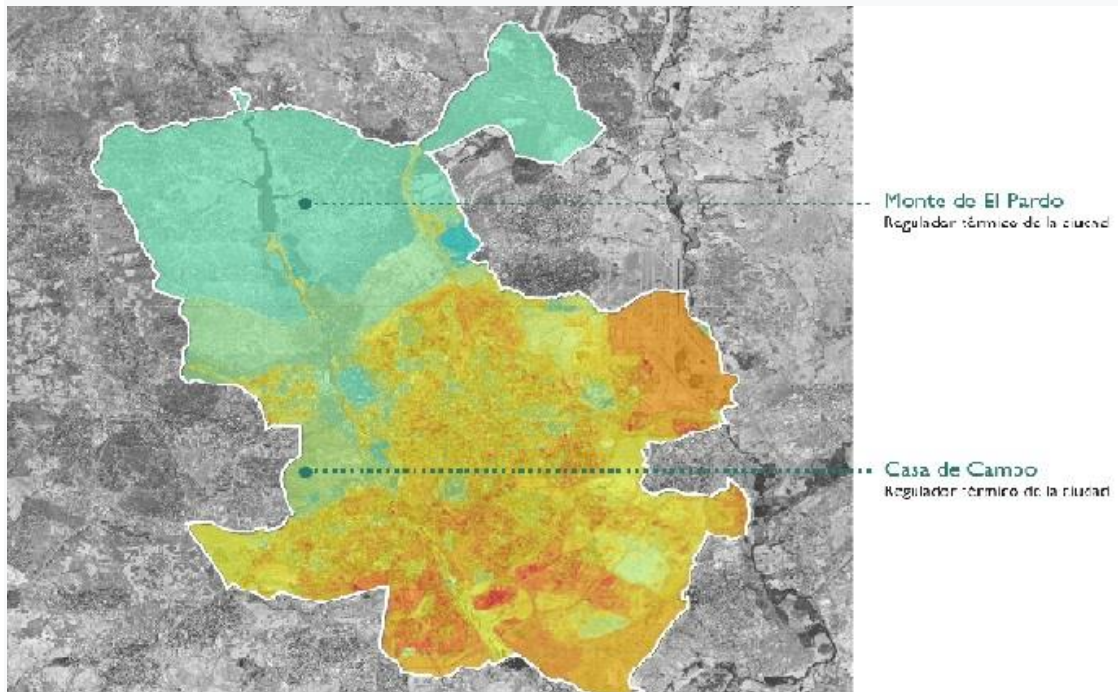 Monte de El Pardo
Regulador térmico de la ciudad
Casa de Campo
Regulador térmico de la ciudad